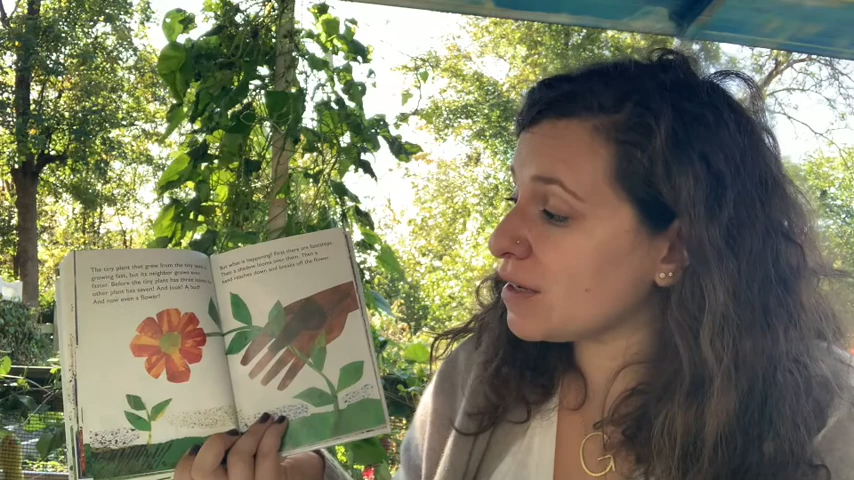 The tiny plant that grew from the tiny seed is
growing fast, but its neighbor grows even
faster. Before the tiny plant has three leaves the
other plant has seven! And look! A bud!
And now even a flower!
But what is happening? First there are footsteps.
Then a shadow looms over them. Then a
hand reaches down and breaks off the flower.
G